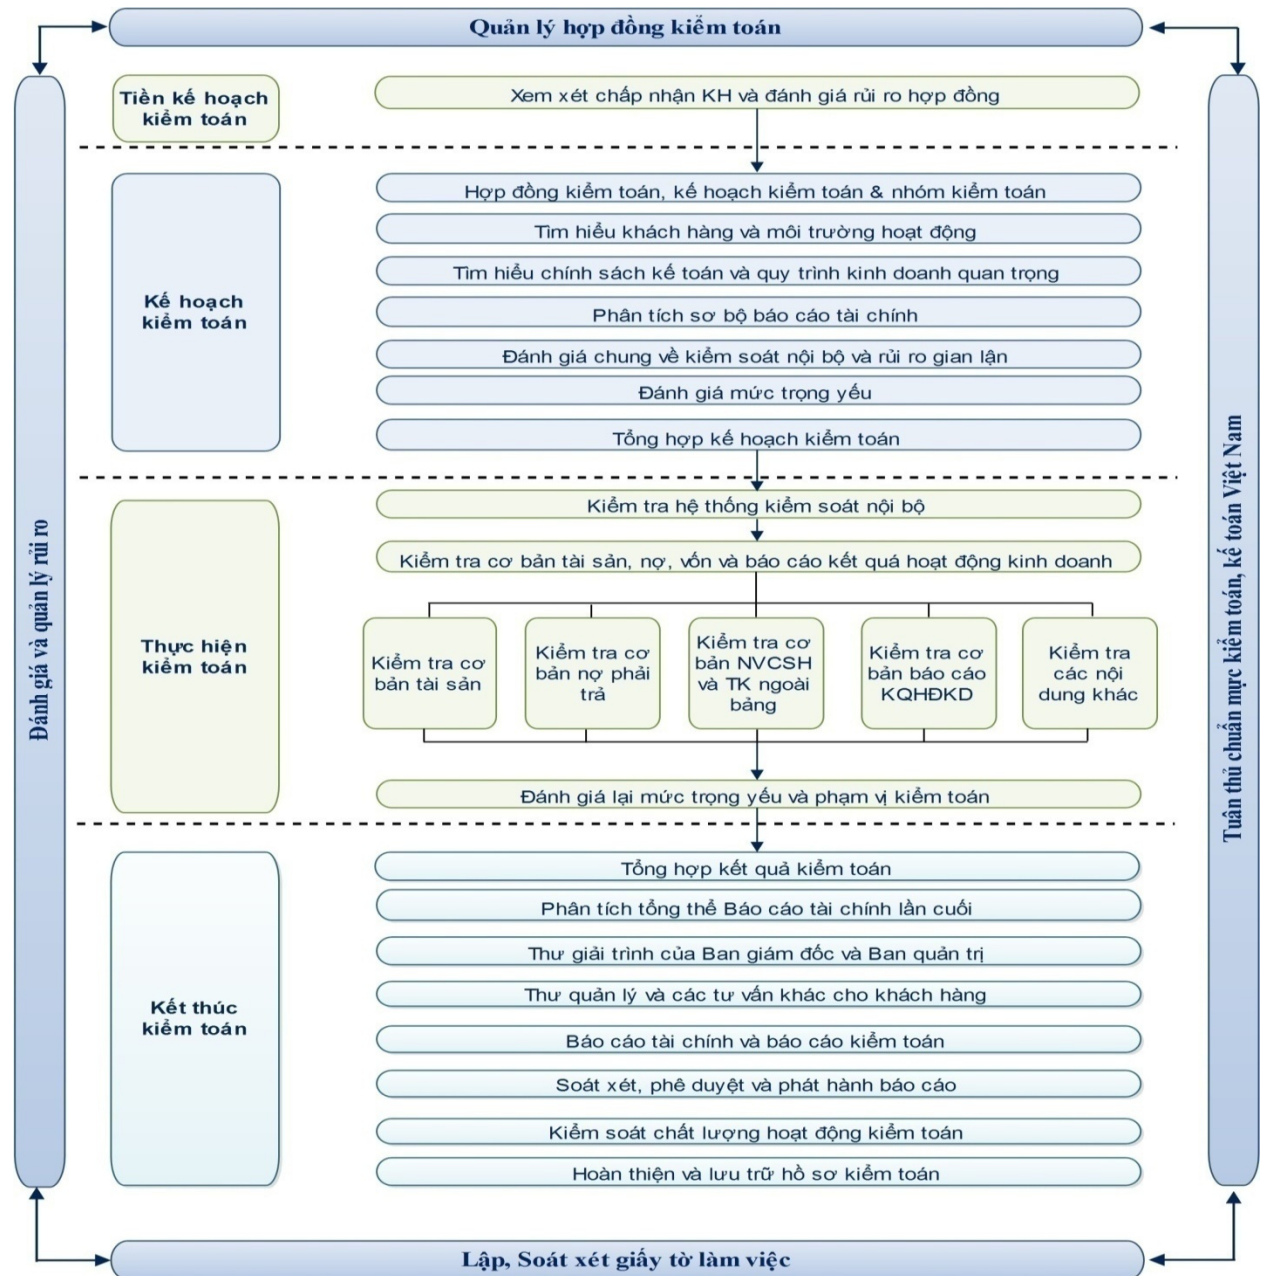 Quản lý hợp đồng kiểm toán
Tiền kế hoạch
kiểm toán
Xem xét chấp nhận KH và đánh giá rủi ro hợp đồng
Kế hoạch
kiểm toán
Hợp đồng kiểm toán, kế hoạch kiểm toán & nhóm kiểm toán
Tìm hiểu khách hàng và môi trường hoạt động
Tìm hiểu chính sách kế toán và quy trình kinh doanh quan trọng
Phân tích sơ bộ báo cáo tài chính
Đánh giá chung về kiểm soát nội bộ và rủi ro gian lận
Đánh giá mức trọng yếu
Tổng hợp kế hoạch kiểm toán
Thực hiện
kiểm toán
Kiểm tra hệ thống kiểm soát nội bộ
Kiểm tra cơ bản tài sản, nợ, vốn và báo cáo kết quả hoạt động kinh doanh
Kiểm tra cơ
bản tài sản
Kiểm tra cơ
bản nợ phải
trả
Kiểm tra cơ
bản NVCSH
và TK ngoài
bảng
Kiểm tra cơ
bản báo cáo
KQHĐKD
Kiểm tra
các nội
dung khác
Đánh giá lại mức trọng yếu và phạm vị kiểm toán
Kết thúc
kiểm toán
Tổng hợp kết quả kiểm toán
Phân tích tổng thể Báo cáo tài chính lần cuối
Thư giải trình của Ban giám đốc và Ban quản trị
Thư quản lý và các tư vấn khác cho khách hàng
Báo cáo tài chính và báo cáo kiểm toán
Soát xét, phê duyệt và phát hành báo cáo
Kiểm soát chất lượng hoạt động kiểm toán
Hoàn thiện và lưu trữ hồ sơ kiểm toán
Đánh giá và quản lý rủi ro
Tuân thủ chuẩn mực kiểm toán, kế toán Việt Nam
Lập, Soát xét giấy tờ làm việc